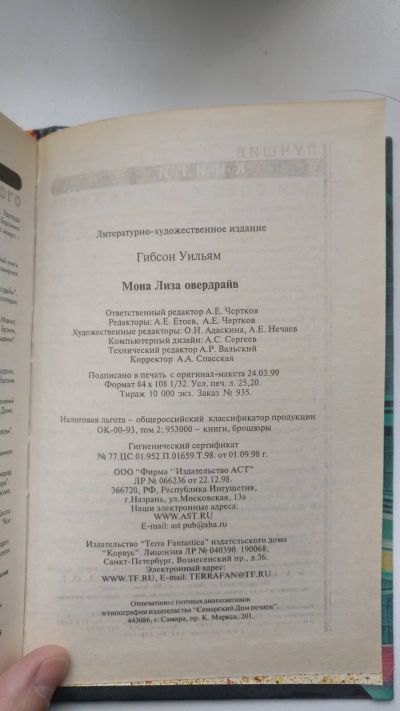 Литературно-художественное издание
Гибсон Уильям
Мона Лиза овердрайв
Ответственный редактор А.Е. Чертков
Редакторы: А.Е. Етоев, А.Е. Чертков
Художественные редакторы: О.Н. Адаскина, А.Е. Нечаев
Компьютерный дизайн: А.С. Сергеев
Технический редактор А.Р. Вальский
Корректор А.А. Спасская
Подписано в печать с оригинал-макета 24.03.99
Формат 84 х 108 1/32. Усл. печ. л. 25,20.
Тираж 10 000 экз. Заказ № 935.
Налоговая льгота – общероссийский классификатор продукции
ОК-00-93, том 2; 953000 – книги, брошюры
Гигиенический сертификат
№ 77.ЦС.01.952.П.01659.Т.98. от 01.09.98 г.
ООО "Фирма "Издательство АСТ"
ЛР № 066236 от 22.12.98.
366720, РФ, Республика Ингушетия,
г.Назрань, ул.Московская, 13а
Наши электронные адреса:
WWW.AST.RU
E-mail: ast pub@aha.ru
Издательство "Terra Fantastica" издательского дома
"Корвус". Лицензия ЛР № 040390. 190068,
Санкт-Петербург, Вознесенский пр., д.36.
Электронный адрес:
WWW.TF.RU, E-mail: TERRAFAN@TF.RU
Отпечатано с готовых диапозитивов
в типографии издательства "Самарский Дом печати".
443086, г. Самара, пр. К. Маркса, 201.